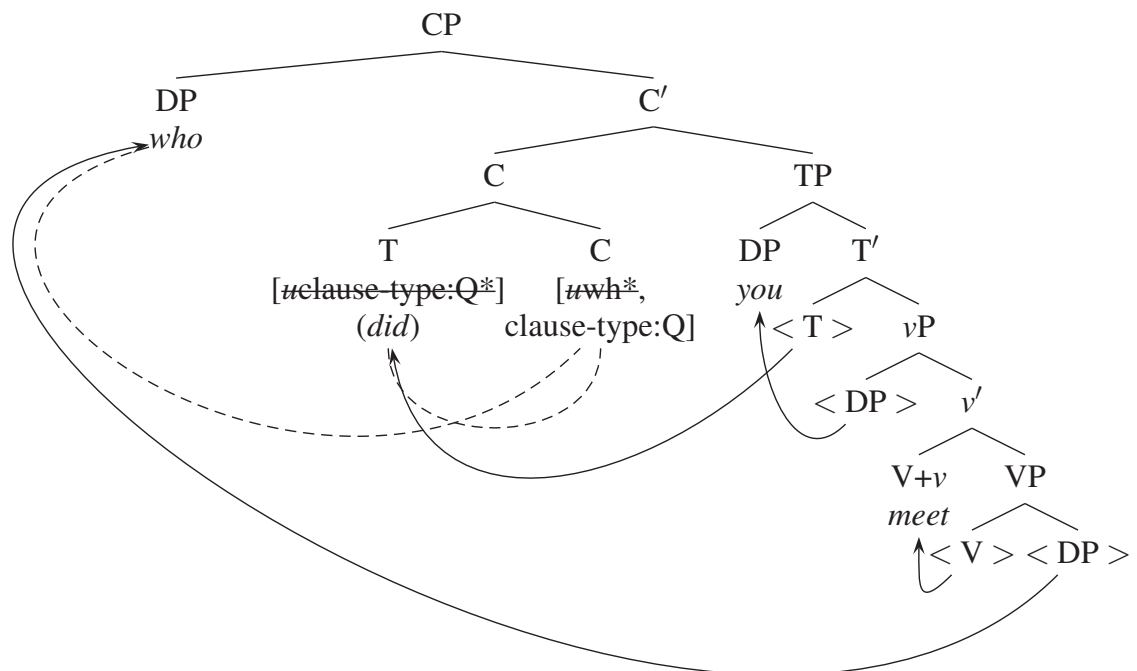 CP
DP C′
who
C TP
T C DP T′
[uclause-type:Q*] [uwh*, you
(did) clause-type:Q] < T > vP
< DP > v′
V+v VP
meet
< V > < DP >